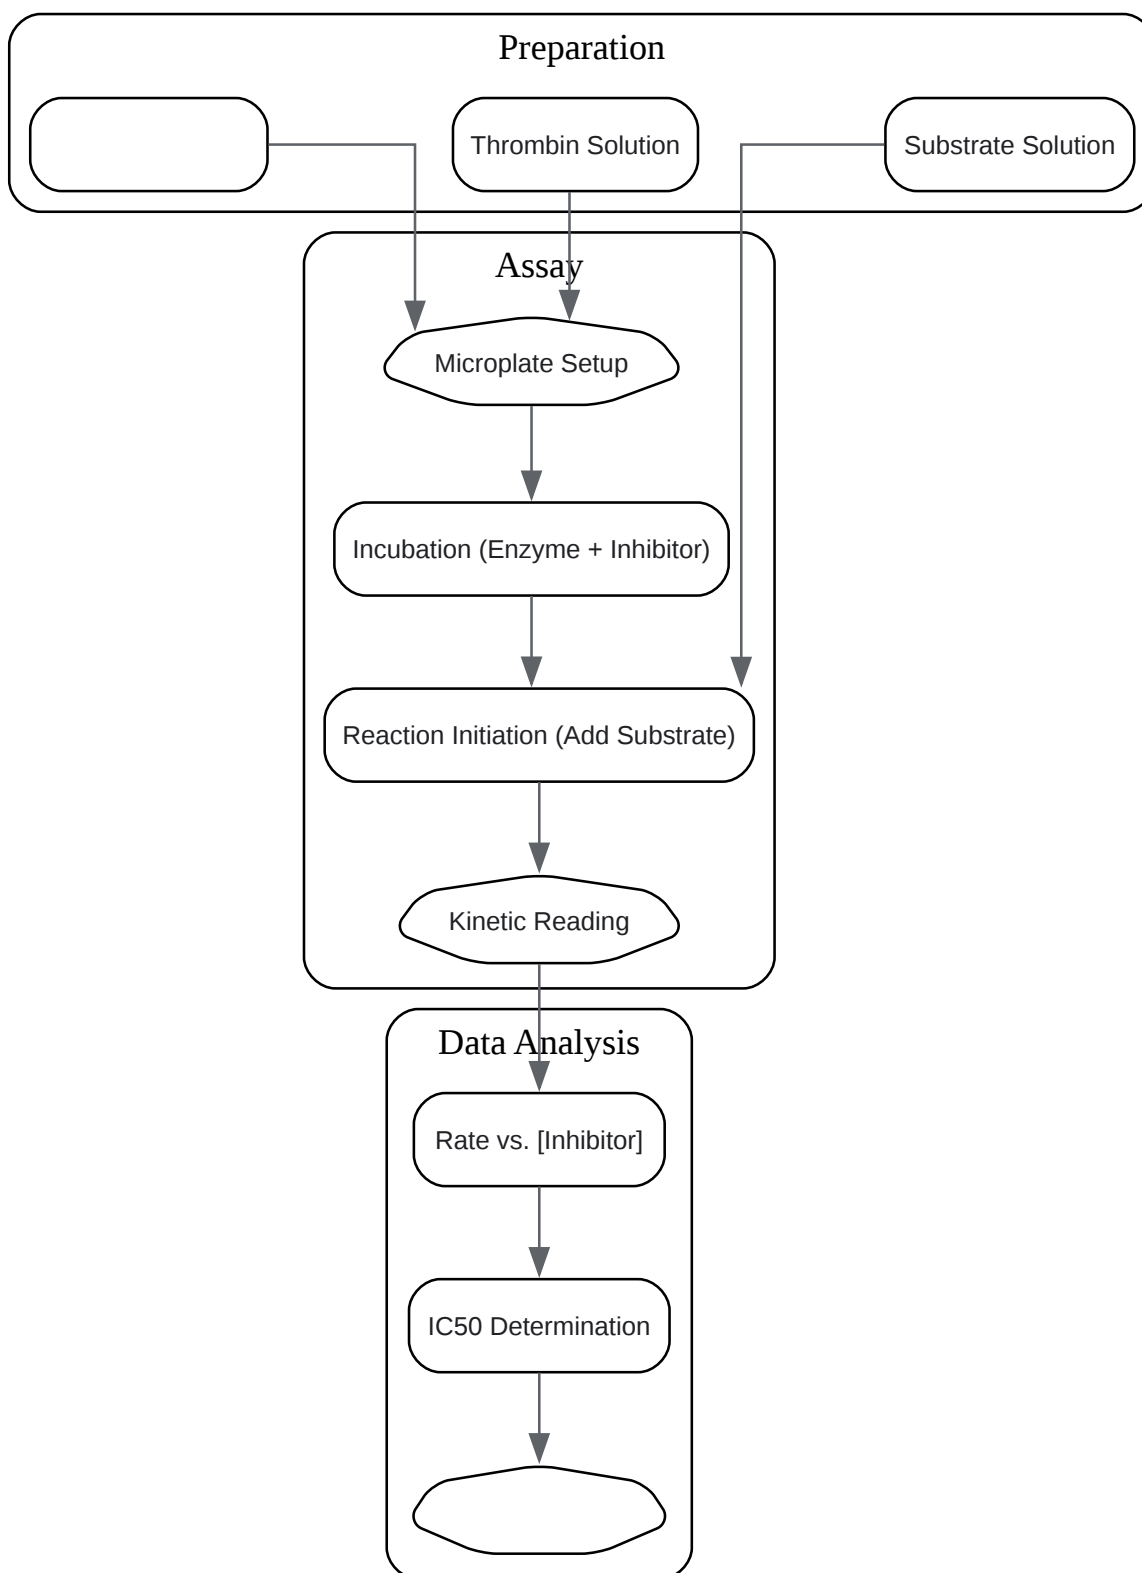 Preparation
Thrombin Solution
Substrate Solution
Assay
Microplate Setup
Incubation (Enzyme + Inhibitor)
Reaction Initiation (Add Substrate)
Kinetic Reading
Data Analysis
Rate vs. [Inhibitor]
IC50 Determination